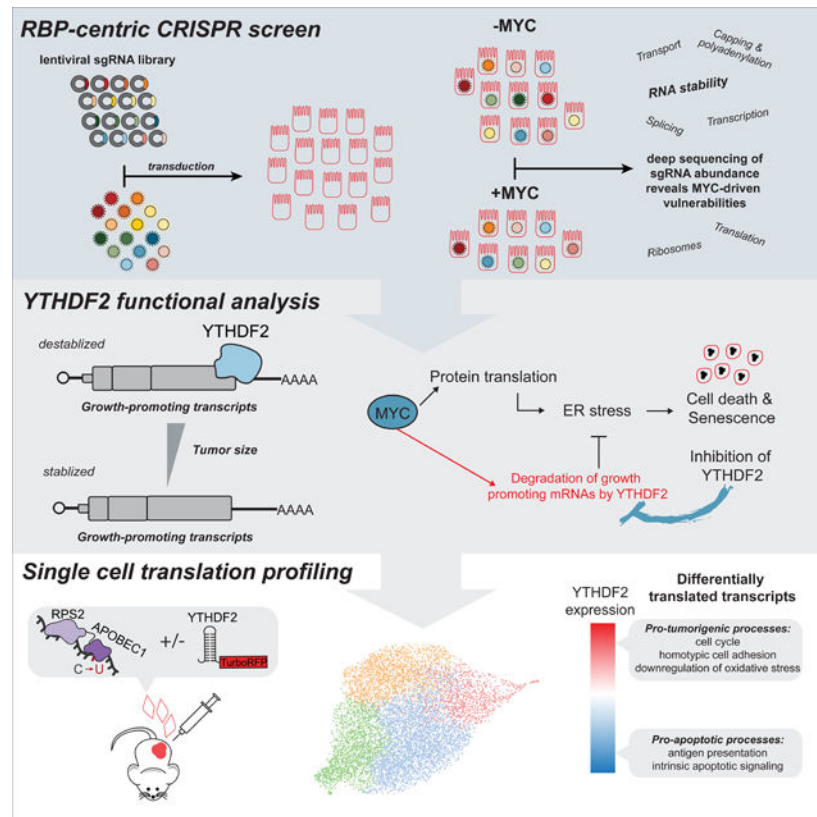 RBP-centric CRISPR screen
lentiviral sgRNA library
transduction
-MYC
+MYC
Transport
Capping &
polyadenylation
RNA stability
Splicing
Transcription
deep sequencing of
sgRNA abundance
reveals MYC-driven
vulnerabilities
Ribosomes
Translation
YTHDF2 functional analysis
destablized
YTHDF2
AAAA
Growth-promoting transcripts
Tumor size
stablized
AAAA
Growth-promoting transcripts
MYC
Protein translation
ER stress
Cell death &
Senescence
Degradation of growth
promoting mRNAs by YTHDF2
Inhibition of
YTHDF2
Single cell translation profiling
RPS2
APOBEC1
C→U
+/-
YTHDF2
TurboRFP
YTHDF2
expression
Differentially
translated transcripts
Pro-tumorigenic processes:
cell cycle
homotypic cell adhesion
downregulation of oxidative stress
Pro-apoptotic processes:
antigen presentation
intrinsic apoptotic signaling